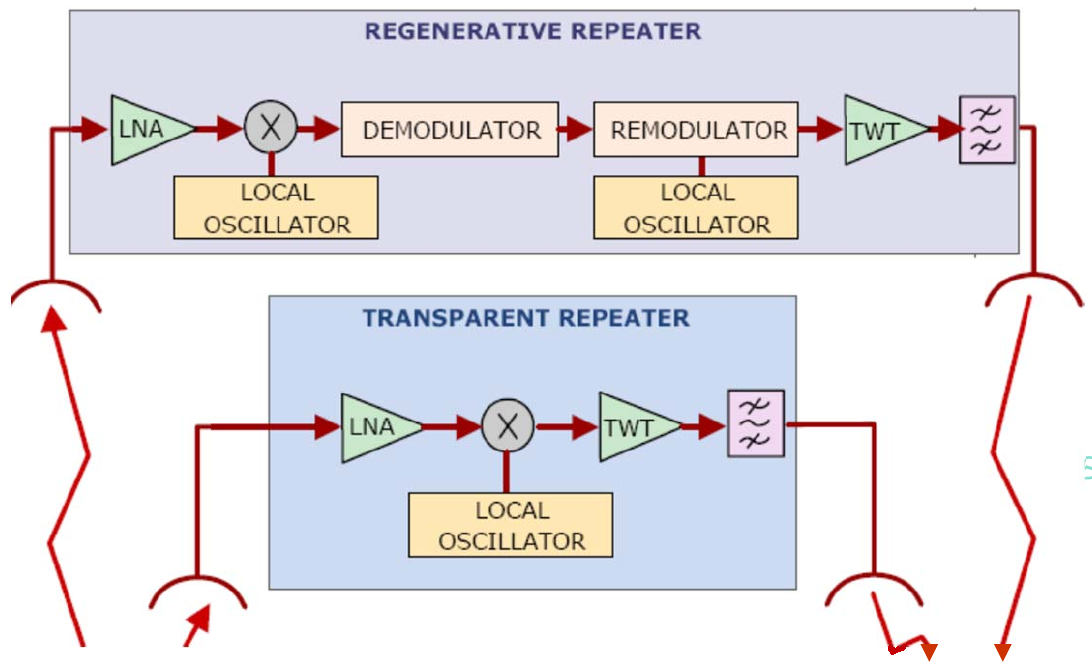 REGENERATIVE REPEATER
LNA
X
DEMODULATOR
REMODULATOR
TWT
LOCAL
OSCILLATOR
LOCAL
OSCILLATOR
TRANSPARENT REPEATER
LNA
X
TWT
LOCAL
OSCILLATOR